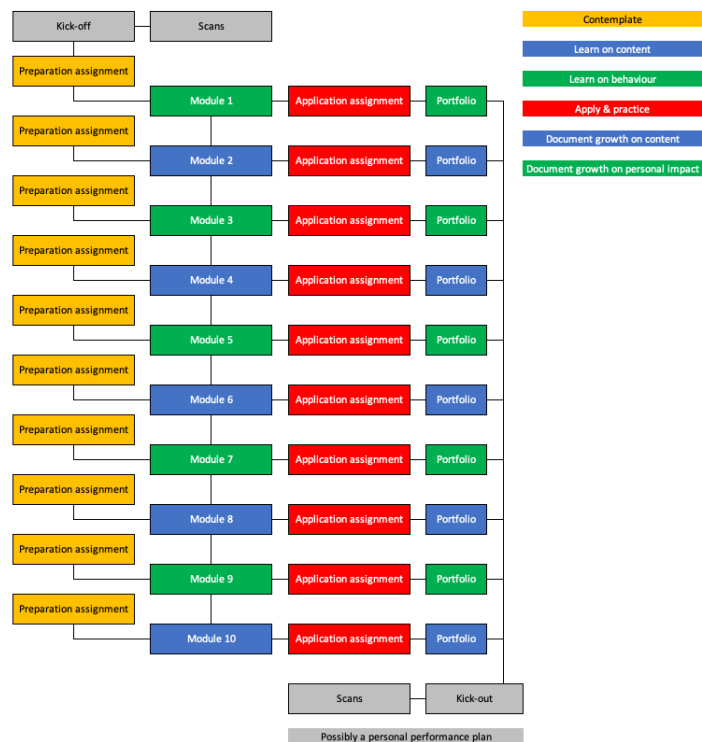 Kick-off
Scans
Contemplate
Learn on content
Learn on behaviour
Apply & practice
Document growth on content
Document growth on personal impact
Preparation assignment
Module 1
Application assignment
Portfolio
Preparation assignment
Module 2
Application assignment
Portfolio
Preparation assignment
Module 3
Application assignment
Portfolio
Preparation assignment
Module 4
Application assignment
Portfolio
Preparation assignment
Module 5
Application assignment
Portfolio
Preparation assignment
Module 6
Application assignment
Portfolio
Preparation assignment
Module 7
Application assignment
Portfolio
Preparation assignment
Module 8
Application assignment
Portfolio
Preparation assignment
Module 9
Application assignment
Portfolio
Preparation assignment
Module 10
Application assignment
Portfolio
Scans
Kick-out
Possibly a personal performance plan